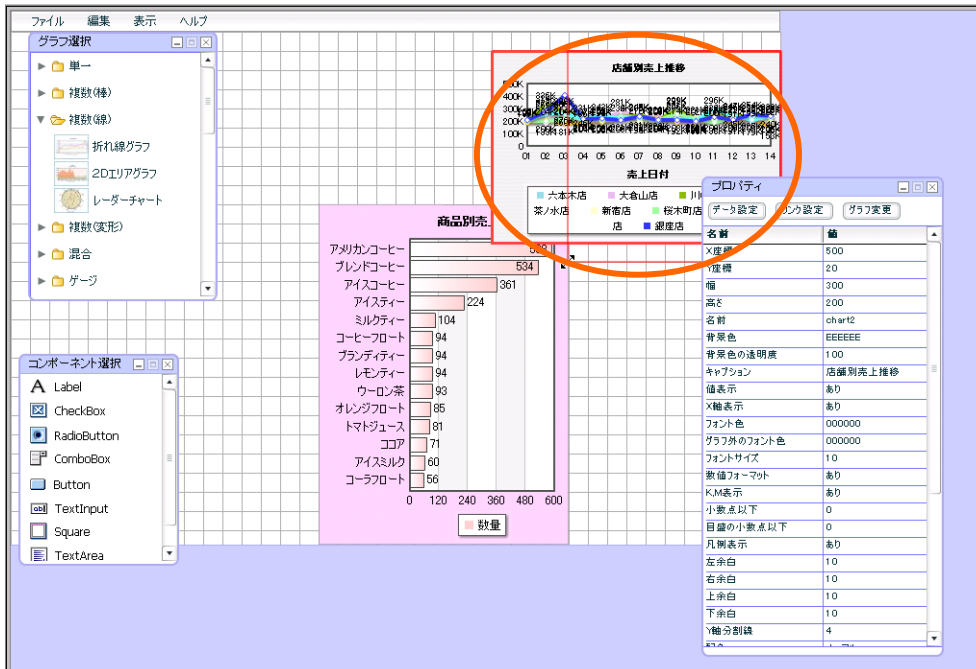 ファイル 編集 表示 ヘルプ
グラフ選択
単一
複数(棒)
複数(線)
折れ線グラフ
2Dエリアグラフ
レーダーチャート
複数(変形)
混合
ゲージ
コンポーネント選択
Label
CheckBox
RadioButton
ComboBox
Button
TextInput
Square
TextArea
店舗別売上推移
400K
300K
200K
100K
0
01 02 03 04 05 06 07 08 09 10 11 12 13 14
売上日付
六本木店 大倉山店
茶ノ水店 新宿店 桜木町店
店 銀座店
商品別売
アメリカンコーヒー
ブレンドコーヒー 534
アイスコーヒー 361
アイスティー 224
ミルクティー 104
コーヒーフロート 94
ブランディティー 94
レモンティー 94
ウーロン茶 93
オレンジフロート 85
トマトジュース 81
ココア 71
アイスミルク 60
コーラフロート 56
0 120 240 360 480 600
数量
プロパティ
データ設定 リンク設定 グラフ変更
名前 値
X座標 500
Y座標 20
幅 300
高さ 200
名前 chart2
背景色 EEEEEE
背景色の透明度 100
キャプション 店舗別売上推移
値表示 あり
X軸表示 あり
フォント色 000000
グラフ外のフォント色 000000
フォントサイズ 10
数値フォーマット あり
K,M表示 あり
小数点以下 0
目盛の小数点以下 0
凡例表示 あり
左余白 10
右余白 10
上余白 10
下余白 10
Y軸分割線 4